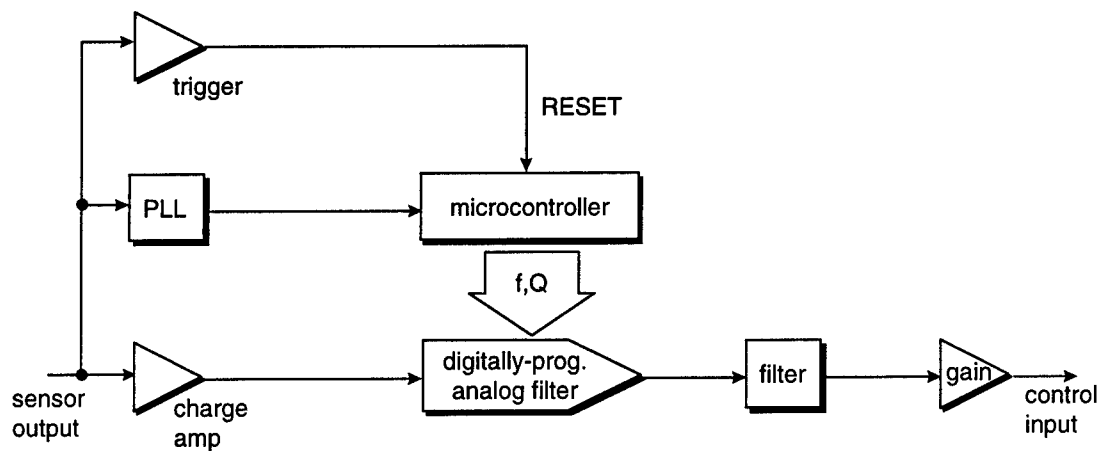 trigger
RESET
PLL
microcontroller
f,Q
digitally-prog.
analog filter
filter
gain
sensor
output
charge
amp
control
input